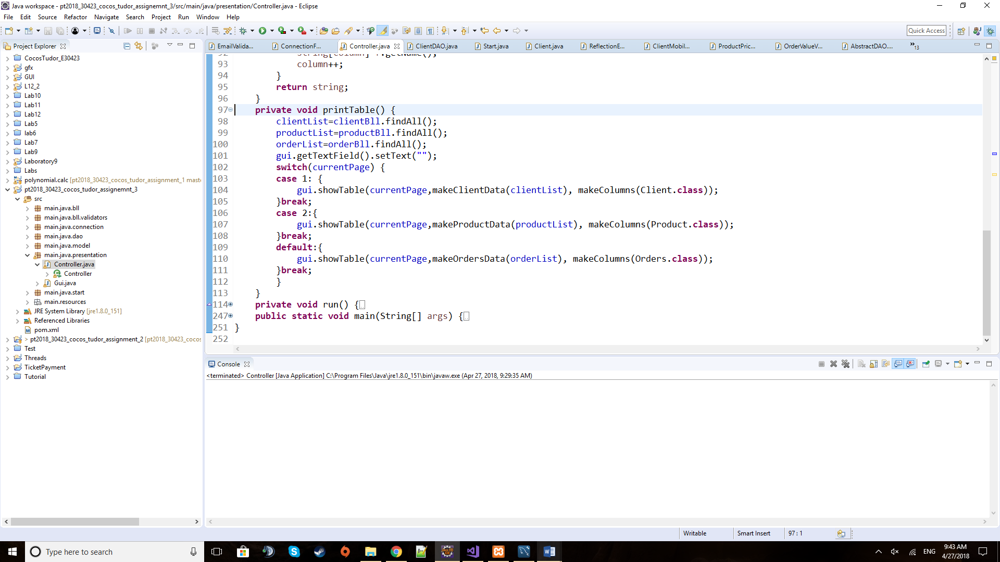 Java workspace - pt2018_30423_cocos_tudor_assignemnt_3/src/main/java/presentation/Controller.java - Eclipse
File Edit Source Refactor Navigate Search Project Run Window Help
Quick Access
Project Explorer
CocosTudor_E30423
gfx
GUI
L12_2
Lab10
Lab11
Lab12
Lab5
lab6
Lab7
Lab9
Laboratory9
Labs
polynomial.calc [pt2018_30423_cocos_tudor_assignment_1 maste
pt2018_30423_cocos_tudor_assignemnt_3
src
main.java.bll
main.java.bll.validators
main.java.connection
main.java.dao
main.java.model
main.java.presentation
Controller.java
Controller
Gui.java
main.java.start
main.resources
JRE System Library [jre1.8.0_151]
Referenced Libraries
pom.xml
> pt2018_30423_cocos_tudor_assignment_2 [pt2018_30423_cocos
Test
Threads
TicketPayment
Tutorial
EmailValida... ConnectionF... Controller.java ClientDAO.java Start.java Client.java ReflectionE... ClientMobil... ProductPric... OrderValueV... AbstractDAO.... »13
93 column++;
94 }
95 return string;
96 }
97 private void printTable() {
98 clientList=clientBll.findAll();
99 productList=productBll.findAll();
100 orderList=orderBll.findAll();
101 gui.getTextField().setText("");
102 switch(currentPage) {
103 case 1: {
104 gui.showTable(currentPage,makeClientData(clientList), makeColumns(Client.class));
105 }break;
106 case 2:{
107 gui.showTable(currentPage,makeProductData(productList), makeColumns(Product.class));
108 }break;
109 default:{
110 gui.showTable(currentPage,makeOrdersData(orderList), makeColumns(Orders.class));
111 }break;
112 }
113 }
114 private void run() {
247 public static void main(String[] args) {
251 }
252
Console
<terminated> Controller [Java Application] C:\Program Files\Java\jre1.8.0_151\bin\javaw.exe (Apr 27, 2018, 9:29:35 AM)
Writable Smart Insert 97 : 1
Type here to search
ENG
9:43 AM
4/27/2018